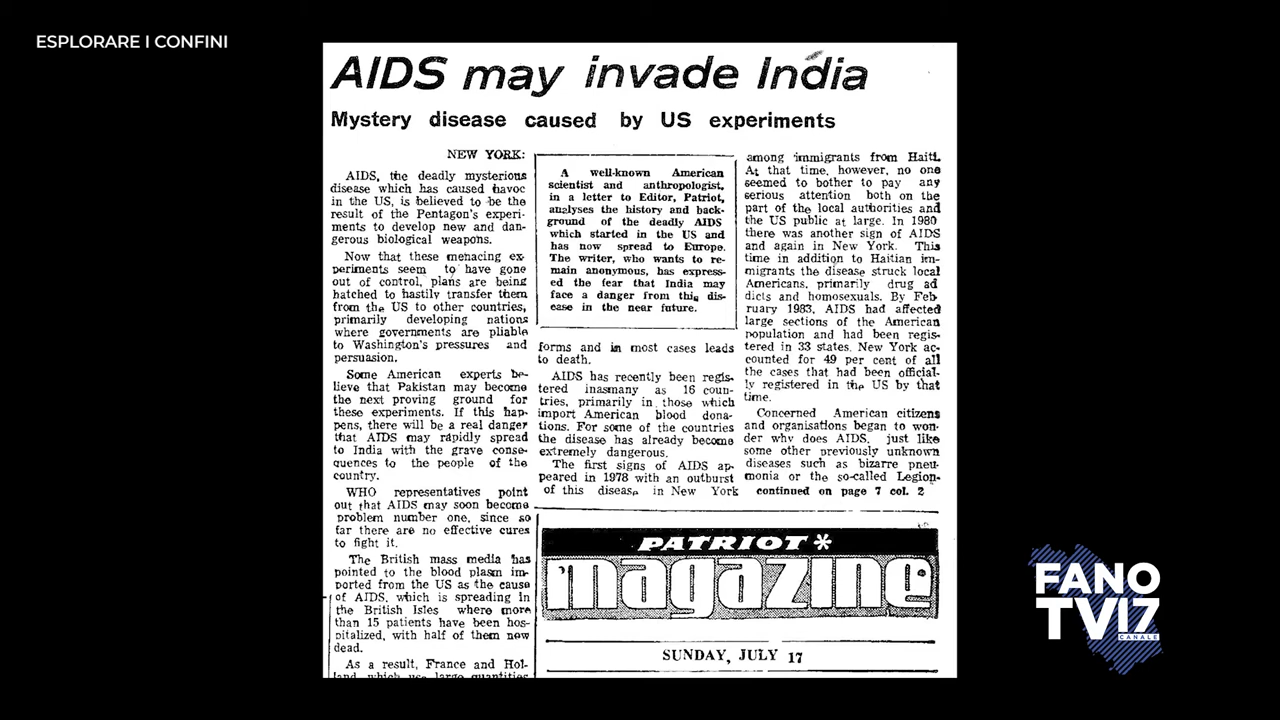 ESPLORARE I CONFINI
AIDS may invade India
Mystery disease caused by US experiments
NEW YORK:
AIDS, the deadly mysterious
disease which has caused havoc
in the US, is believed to be the
result of the Pentagon's experi-
ments to develop new and dan-
gerous biological weapons.
Now that these menacing ex-
periments seem to have gone
out of control, plans are being
hatched to hastily transfer them
from the US to other countries,
primarily developing nations
where governments are pliable
to Washington's pressures and
persuasion.
Some American experts be-
lieve that Pakistan may become
the next proving ground for
these experiments. If this hap-
pens, there will be a real danger
that AIDS may rapidly spread
to India with the grave conse-
quences to the people of the
country.
WHO representatives point
out that AIDS may soon become
problem number one, since so
far there are no effective cures
to fight it.
The British mass media has
pointed to the blood plasm im-
ported from the US as the cause
of AIDS, which is spreading in
the British Isles where more
than 15 patients have been hos-
pitalized, with half of them now
dead.
As a result, France and Hol-
land which use large quantities
A well-known American
scientist and anthropologist,
in a letter to Editor, Patriot,
analyses the history and back-
ground of the deadly AIDS
which started in the US and
has now spread to Europe.
The writer, who wants to re-
main anonymous, has express-
ed the fear that India may
face a danger from this dis-
ease in the near future.
forms and in most cases leads
to death.
AIDS has recently been regis-
tered inasmany as 16 coun-
tries, primarily in those which
import American blood dona-
tions. For some of the countries
the disease has already become
extremely dangerous.
The first signs of AIDS ap-
peared in 1978 with an outburst
of this disease in New York
among immigrants from Haiti.
At that time, however, no one
seemed to bother to pay any
serious attention both on the
part of the local authorities and
the US public at large. In 1980
there was another sign of AIDS
and again in New York. This
time in addition to Haitian im-
migrants the disease struck local
Americans, primarily drug ad
dicts and homosexuals. By Feb
ruary 1983, AIDS had affected
large sections of the American
population and had been regis-
tered in 33 states. New York ac-
counted for 49 per cent of all
the cases that had been official-
ly registered in the US by that
time.
Concerned American citizens
and organisations began to won-
der why does AIDS, just like
some other previously unknown
diseases such as bizarre pneu-
monia or the so-called Legion-
continued on page 7 col. 2
PATRIOT*
magazine
SUNDAY, JULY 17
FANO
TV17
CANALE